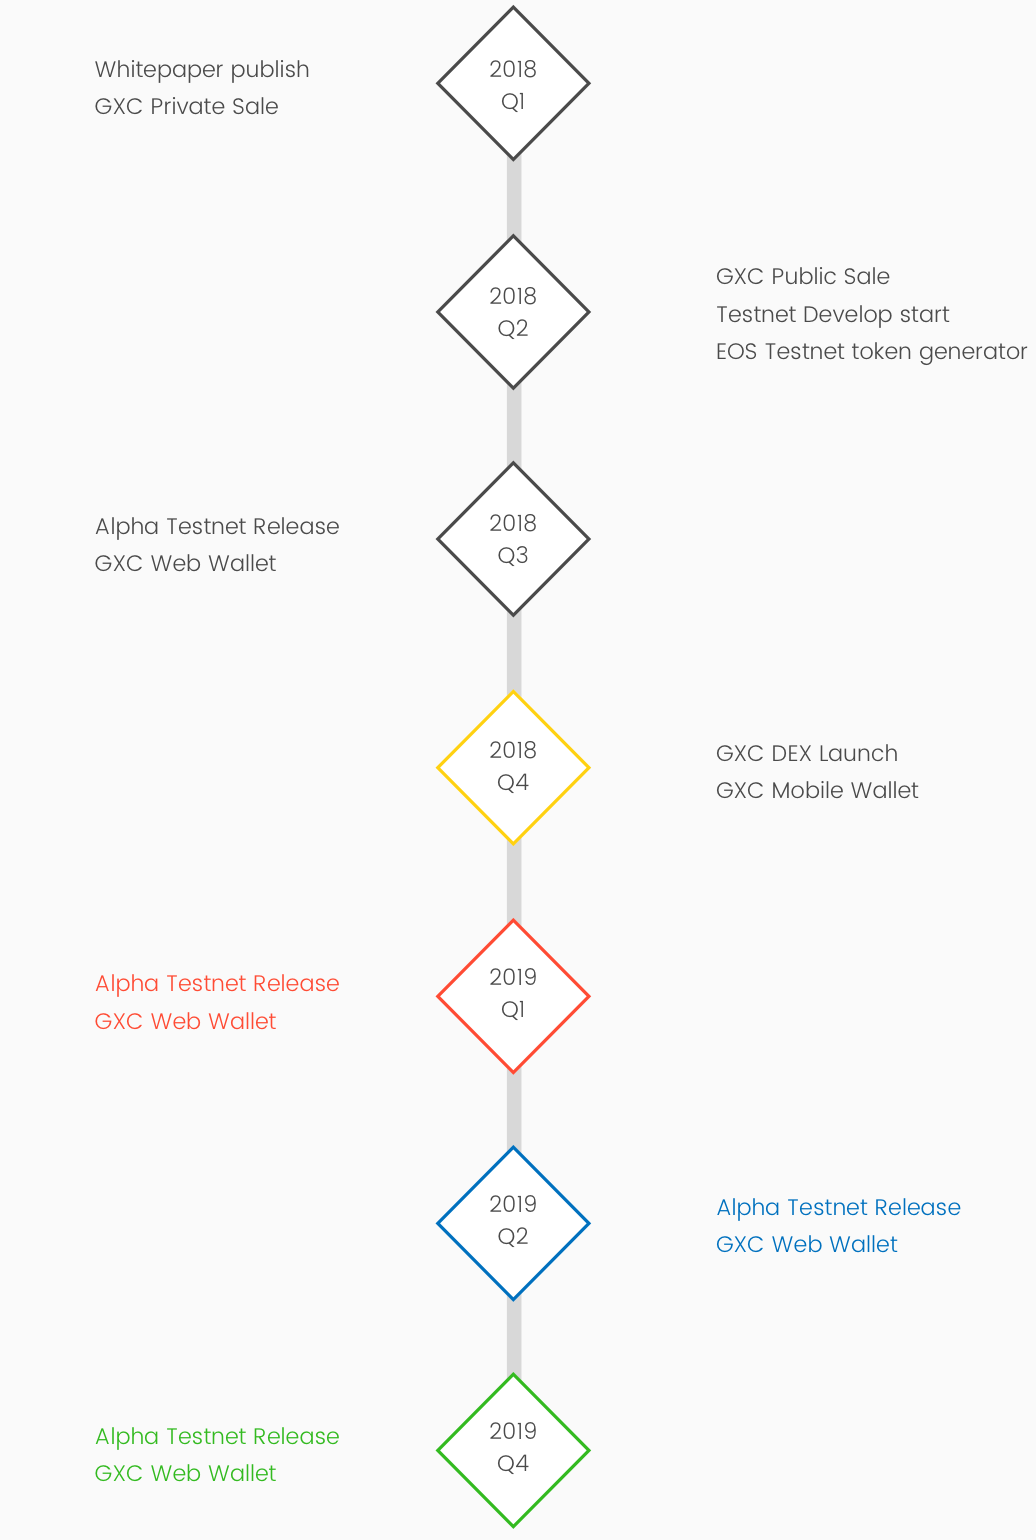 Whitepaper publish
GXC Private Sale
2018
Q1
2018
Q2
GXC Public Sale
Testnet Develop start
EOS Testnet token generator
Alpha Testnet Release
GXC Web Wallet
2018
Q3
2018
Q4
GXC DEX Launch
GXC Mobile Wallet
Alpha Testnet Release
GXC Web Wallet
2019
Q1
2019
Q2
Alpha Testnet Release
GXC Web Wallet
Alpha Testnet Release
GXC Web Wallet
2019
Q4